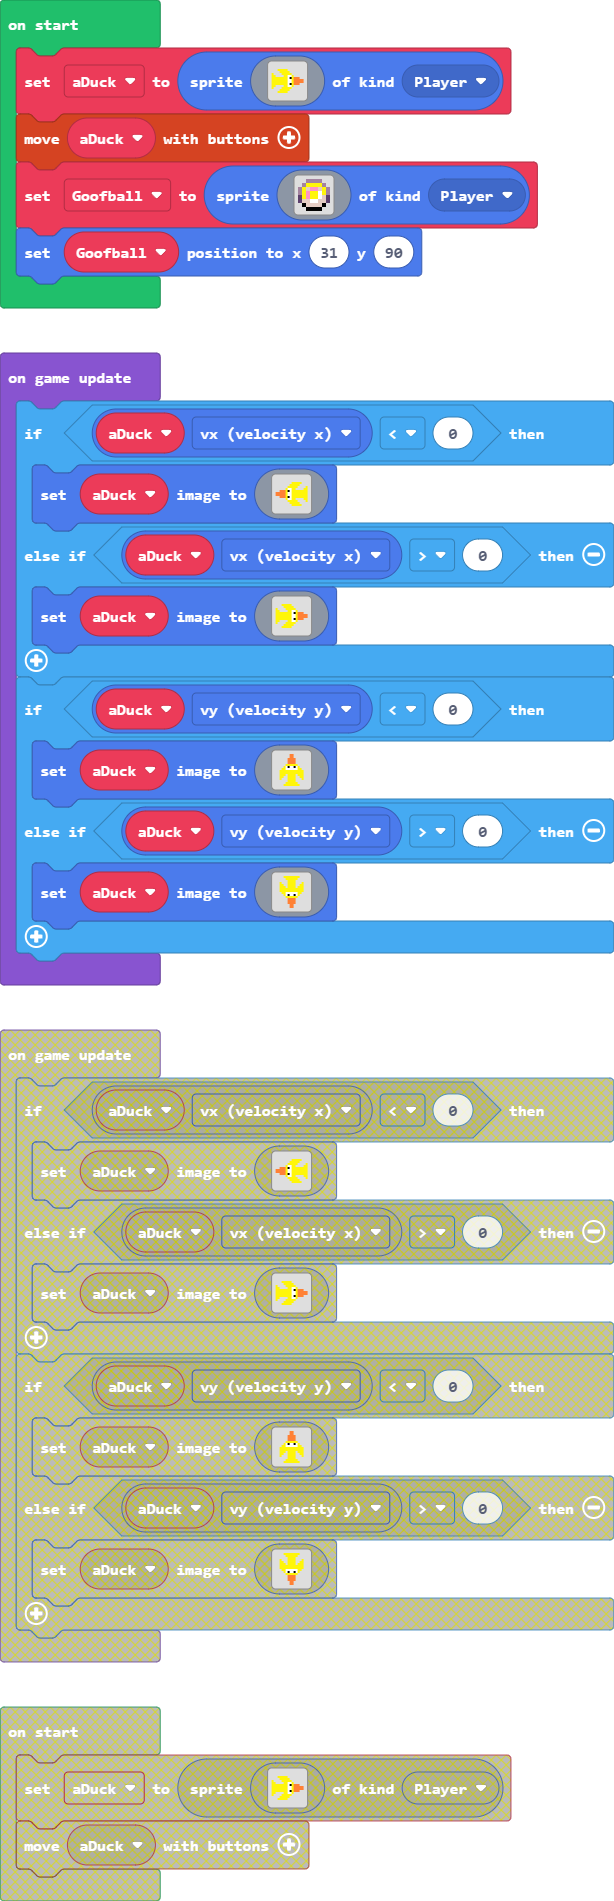 on start
set aDuck to sprite of kind Player
move aDuck with buttons
set Goofball to sprite of kind Player
set Goofball position to x 31 y 90
on game update
if aDuck vx (velocity x) < 0 then
set aDuck image to
else if aDuck vx (velocity x) > 0 then
set aDuck image to
if aDuck vy (velocity y) < 0 then
set aDuck image to
else if aDuck vy (velocity y) > 0 then
set aDuck image to
on game update
if aDuck vx (velocity x) < 0 then
set aDuck image to
else if aDuck vx (velocity x) > 0 then
set aDuck image to
if aDuck vy (velocity y) < 0 then
set aDuck image to
else if aDuck vy (velocity y) > 0 then
set aDuck image to
on start
set aDuck to sprite of kind Player
move aDuck with buttons